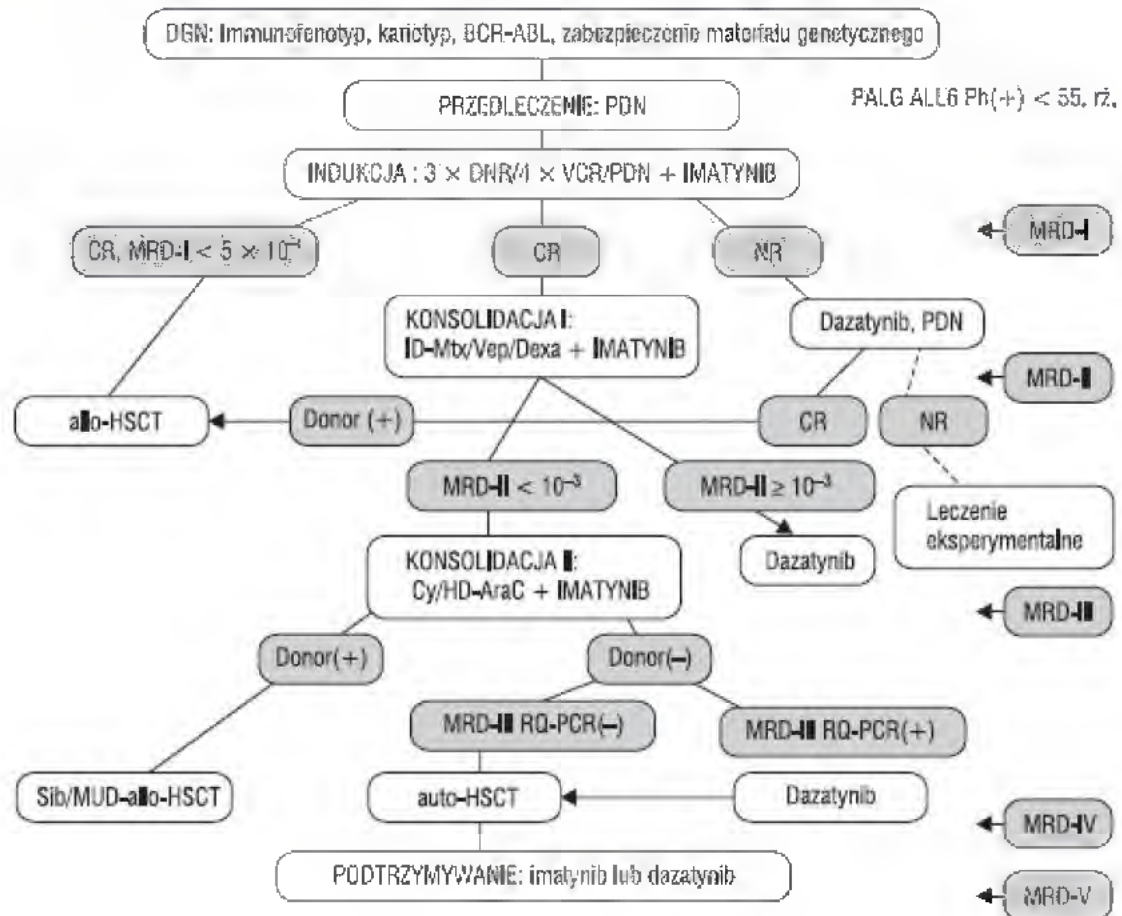 DGN: Immunofenotyp, kariotyp, BCR-ABL, zabezpieczenie materiału genetycznego
PRZEDLECZENIE: PDN
PALG ALL6 Ph(+) < 55. rż.
INDUKCJA : 3 × DNR/4 × VCR/PDN + IMATYNIB
MRD-I
CR, MRD-I < 5 × 10
CR
NR
KONSOLIDACJA I:
ID-Mtx/Vep/Dexa + IMATYNIB
Dazatynib, PDN
MRD-II
allo-HSCT
Donor (+)
CR
NR
MRD-II < 10⁻³
MRD-II ≥ 10⁻³
Leczenie
eksperymentalne
KONSOLIDACJA II:
Cy/HD-AraC + IMATYNIB
Dazatynib
MRD-III
Donor(+)
Donor(–)
MRD-III RQ-PCR(–)
MRD-III RQ-PCR(+)
Sib/MUD-allo-HSCT
auto-HSCT
Dazatynib
MRD-IV
PODTRZYMYWANIE: imatynib lub dazatynib
MRD-V